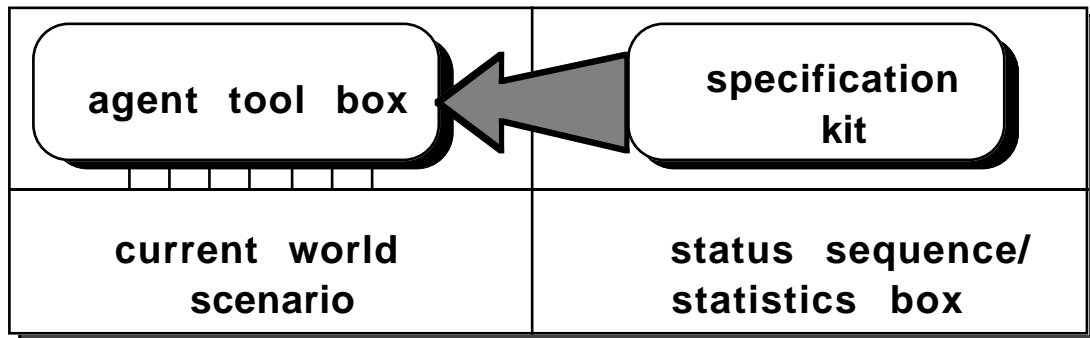 agent tool box
specification
kit
current world
scenario
status sequence/
statistics box